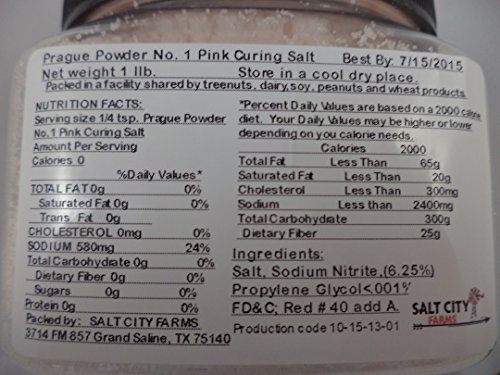 Prague Powder No. 1 Pink Curing Salt Best By: 7/15/2015
Net weight 1 llb. Store in a cool dry place.
Packed in a facility shared by treenuts, dairy,soy, peanuts and wheat products.
NUTRITION FACTS:
Serving size 1/4 tsp. Prague Powder
No.1 Pink Curing Salt
Amount Per Serving
Calories 0
%Daily Values*
TOTAL FAT 0g 0%
Saturated Fat 0g 0%
Trans Fat 0g
CHOLESTEROL 0mg 0%
SODIUM 580mg 24%
Total Carbohydrate 0g 0%
Dietary Fiber 0g 0%
Sugars 0g 0%
Protein 0g 0%
Packed by: SALT CITY FARMS
3714 FM 857 Grand Saline, TX 75140
*Percent Daily Values are based on a 2000 calorie
diet. Your Daily Values may be higher or lower
depending on you calorie needs.
Calories 2000
Total Fat Less Than 65g
Saturated Fat Less Than 20g
Cholesterol Less Than 300mg
Sodium Less than 2400mg
Total Carbohydrate 300g
Dietary Fiber 25g
Ingredients:
Salt, Sodium Nitrite,(6.25%)
Propylene Glycol<.001%
FD&C; Red # 40 add A.
Production code 10-15-13-01
SALT CITY
FARMS